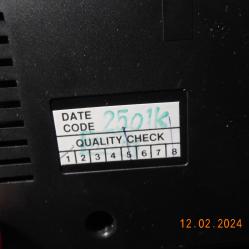 DATE 2501k
CODE
QUALITY CHECK
1 2 3 4 5 6 7 8
12.02.2024